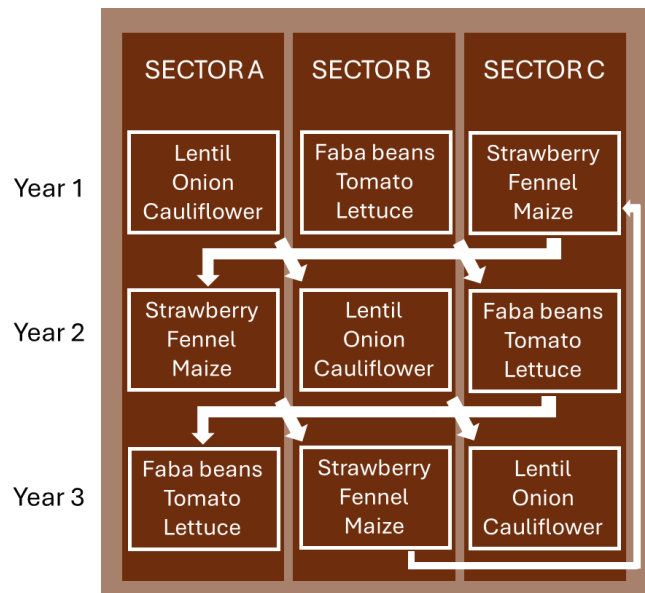 SECTOR A
SECTOR B
SECTOR C
Year 1
Lentil
Onion
Cauliflower
Faba beans
Tomato
Lettuce
Strawberry
Fennel
Maize
Year 2
Strawberry
Fennel
Maize
Lentil
Onion
Cauliflower
Faba beans
Tomato
Lettuce
Year 3
Faba beans
Tomato
Lettuce
Strawberry
Fennel
Maize
Lentil
Onion
Cauliflower